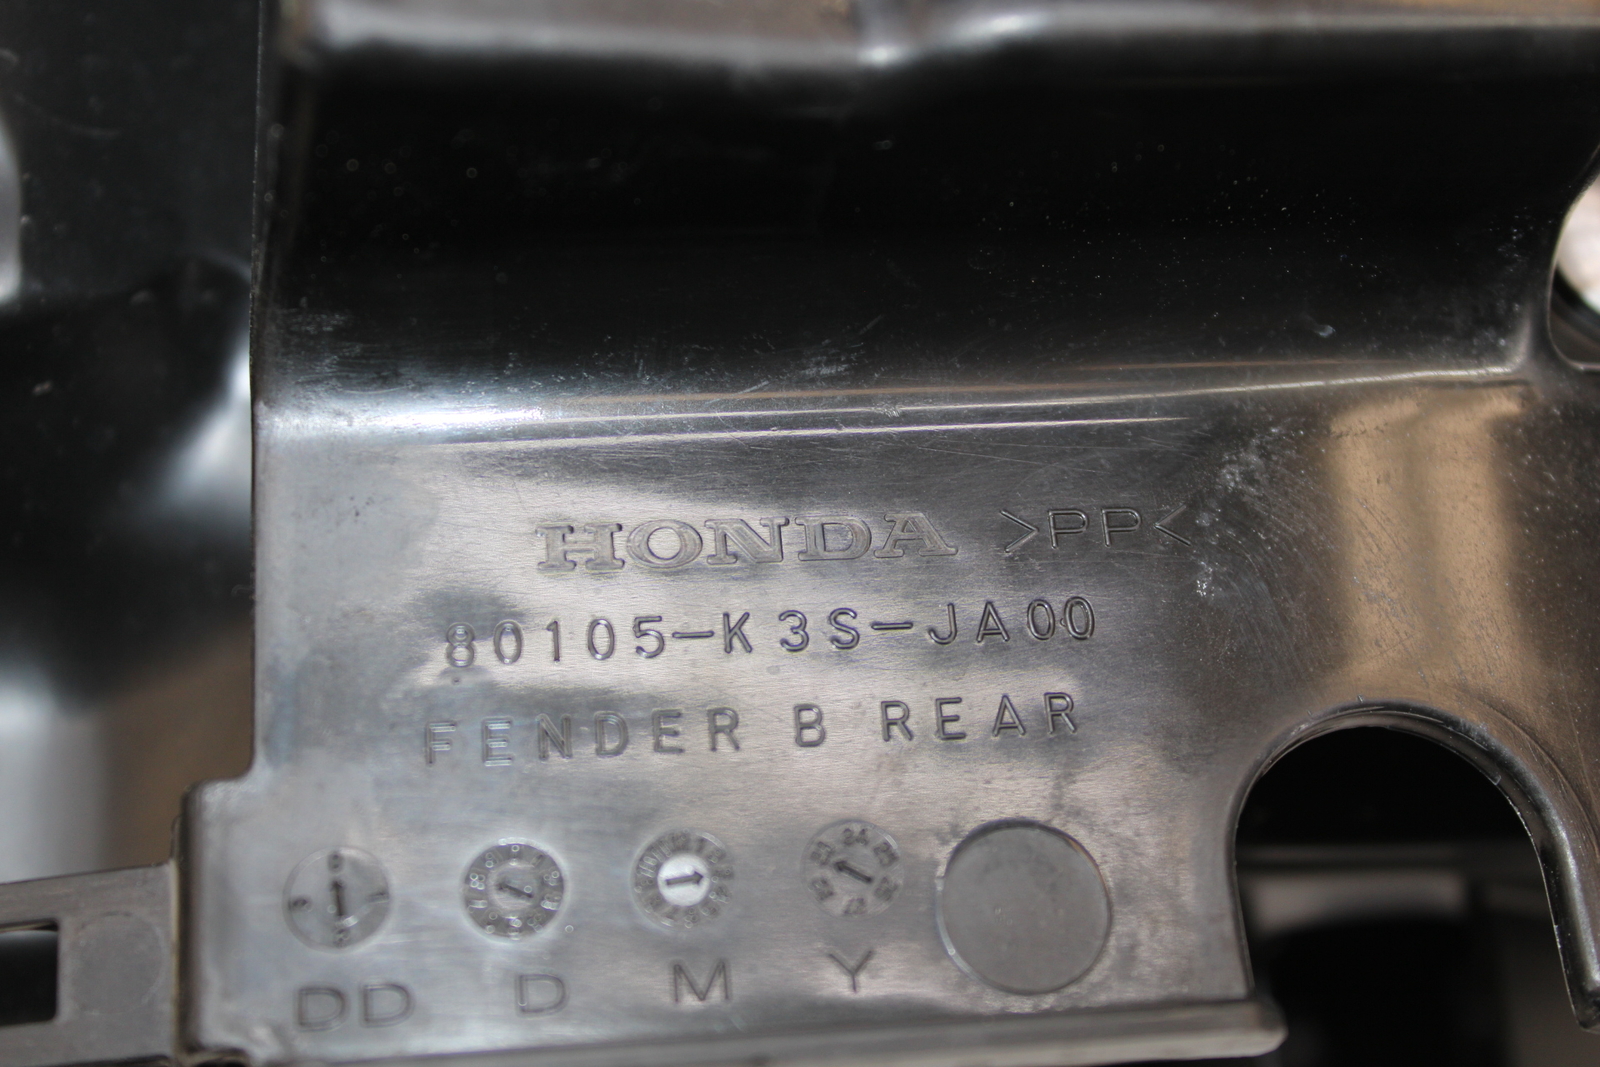 HONDA >PP<
80105-K3S-JA00
FENDER B REAR
DD D M Y